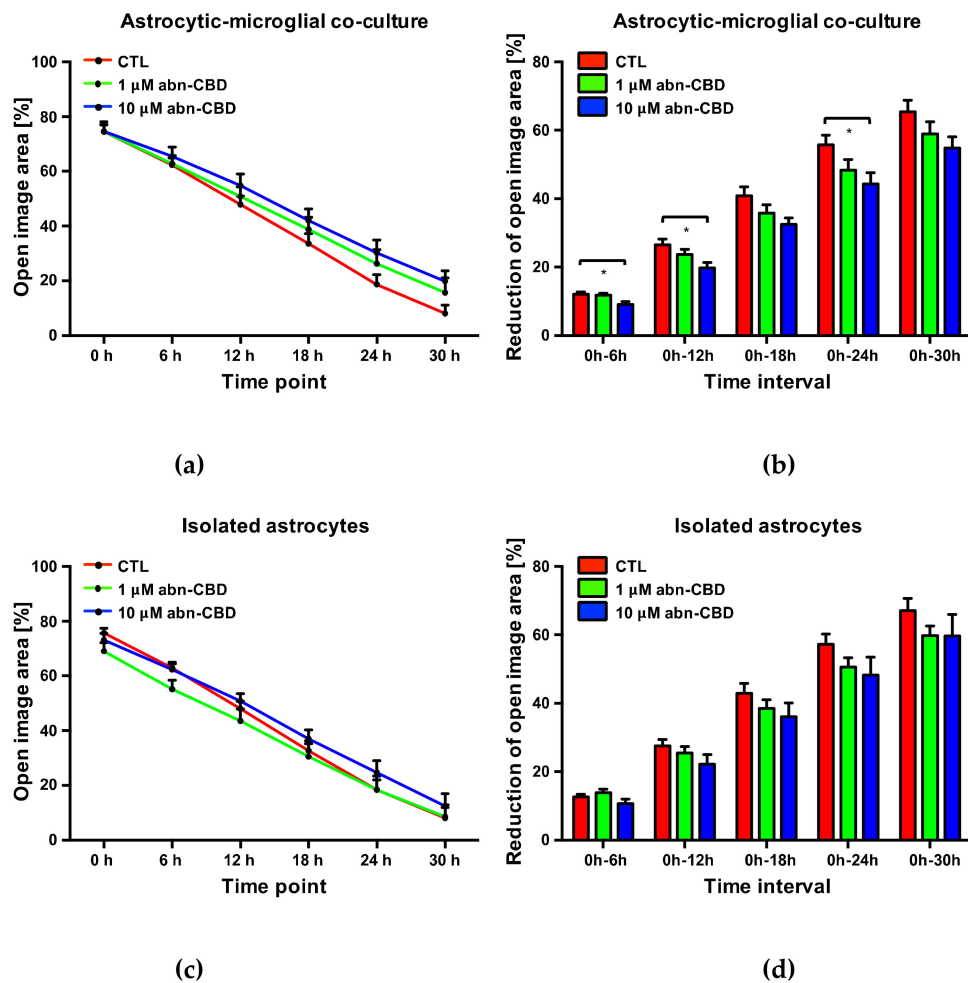 Astrocytic-microglial co-culture
Open image area [%]
100
80
60
40
20
0
CTL
1 µM abn-CBD
10 µM abn-CBD
0 h 6 h 12 h 18 h 24 h 30 h
Time point
(a)
Astrocytic-microglial co-culture
Reduction of open image area [%]
80
60
40
20
0
CTL
1 µM abn-CBD
10 µM abn-CBD
* * *
0h-6h 0h-12h 0h-18h 0h-24h 0h-30h
Time interval
(b)
Isolated astrocytes
Open image area [%]
100
80
60
40
20
0
CTL
1 µM abn-CBD
10 µM abn-CBD
0 h 6 h 12 h 18 h 24 h 30 h
Time point
(c)
Isolated astrocytes
Reduction of open image area [%]
80
60
40
20
0
CTL
1 µM abn-CBD
10 µM abn-CBD
0h-6h 0h-12h 0h-18h 0h-24h 0h-30h
Time interval
(d)